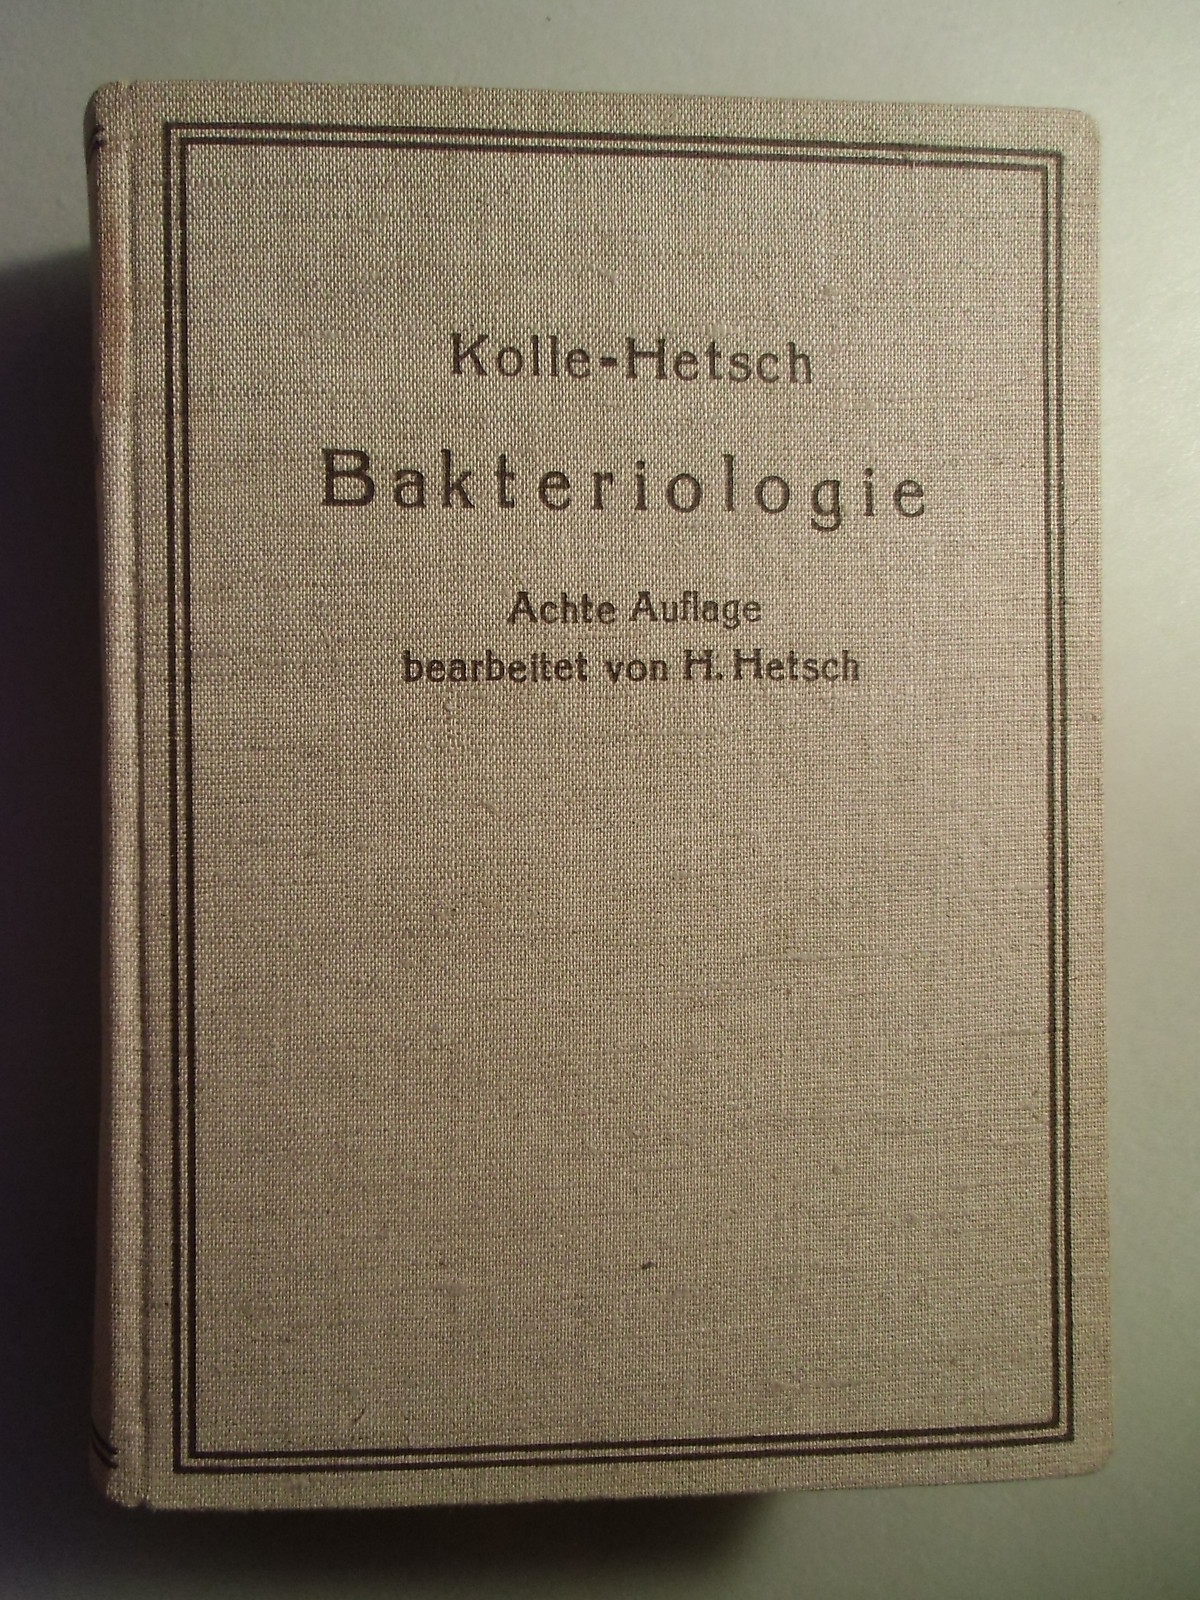 Kolle-Hetsch
Bakteriologie
Achte Auflage
bearbeitet von H. Hetsch